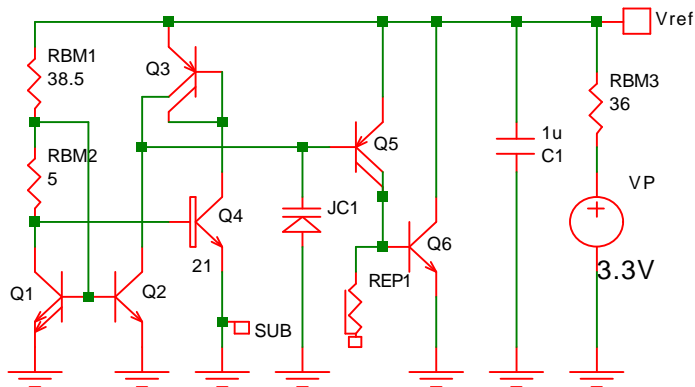 Vref
RBM1
38.5
Q3
RBM3
36
1u
C1
Q5
RBM2
5
VP
JC1
Q4
Q6
3.3V
21
REP1
Q1
Q2
SUB